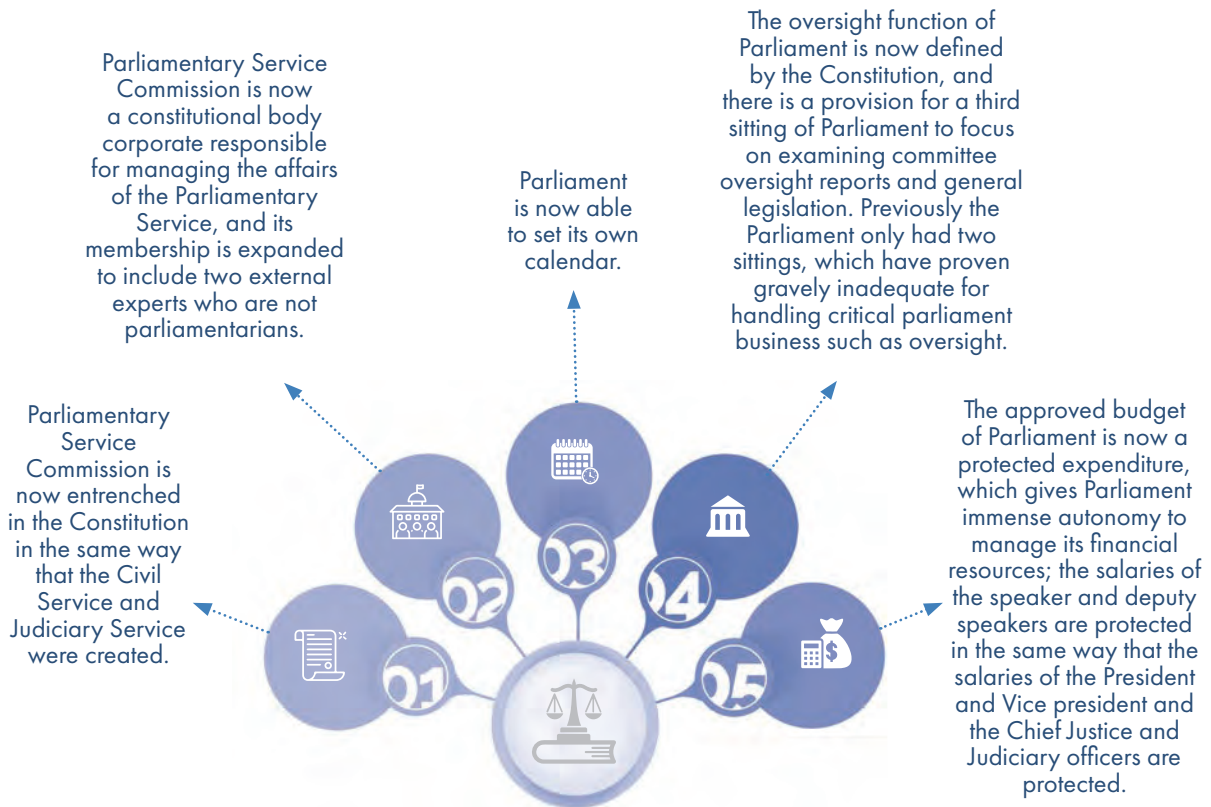 Parliamentary
Service
Commission is
now entrenched
in the Constitution
in the same way
that the Civil
Service and
Judiciary Service
were created.
01
Parliamentary Service
Commission is now
a constitutional body
corporate responsible
for managing the affairs
of the Parliamentary
Service, and its
membership is expanded
to include two external
experts who are not
parliamentarians.
02
Parliament
is now able
to set its own
calendar.
03
The oversight function of
Parliament is now defined
by the Constitution, and
there is a provision for a third
sitting of Parliament to focus
on examining committee
oversight reports and general
legislation. Previously the
Parliament only had two
sittings, which have proven
gravely inadequate for
handling critical parliament
business such as oversight.
04
The approved budget
of Parliament is now a
protected expenditure,
which gives Parliament
immense autonomy to
manage its financial
resources; the salaries of
the speaker and deputy
speakers are protected
in the same way that the
salaries of the President
and Vice president and
the Chief Justice and
Judiciary officers are
protected.
05
$